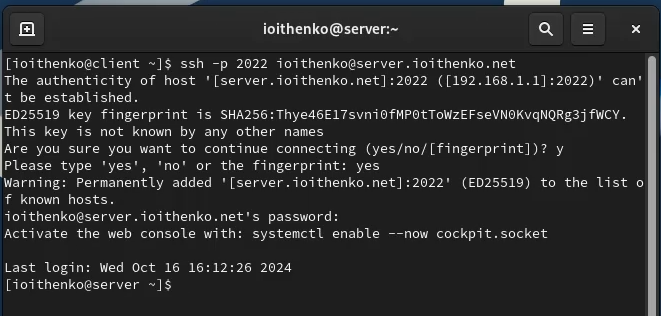 ioithenko@server:~
[ioithenko@client ~]$ ssh -p 2022 ioithenko@server.ioithenko.net
The authenticity of host '[server.ioithenko.net]:2022 ([192.168.1.1]:2022)' can'
t be established.
ED25519 key fingerprint is SHA256:Thye46E17svni0fMP0tToWzEFseVN0KvqNQRg3jfWCY.
This key is not known by any other names
Are you sure you want to continue connecting (yes/no/[fingerprint])? y
Please type 'yes', 'no' or the fingerprint: yes
Warning: Permanently added '[server.ioithenko.net]:2022' (ED25519) to the list o
f known hosts.
ioithenko@server.ioithenko.net's password:
Activate the web console with: systemctl enable --now cockpit.socket
Last login: Wed Oct 16 16:12:26 2024
[ioithenko@server ~]$